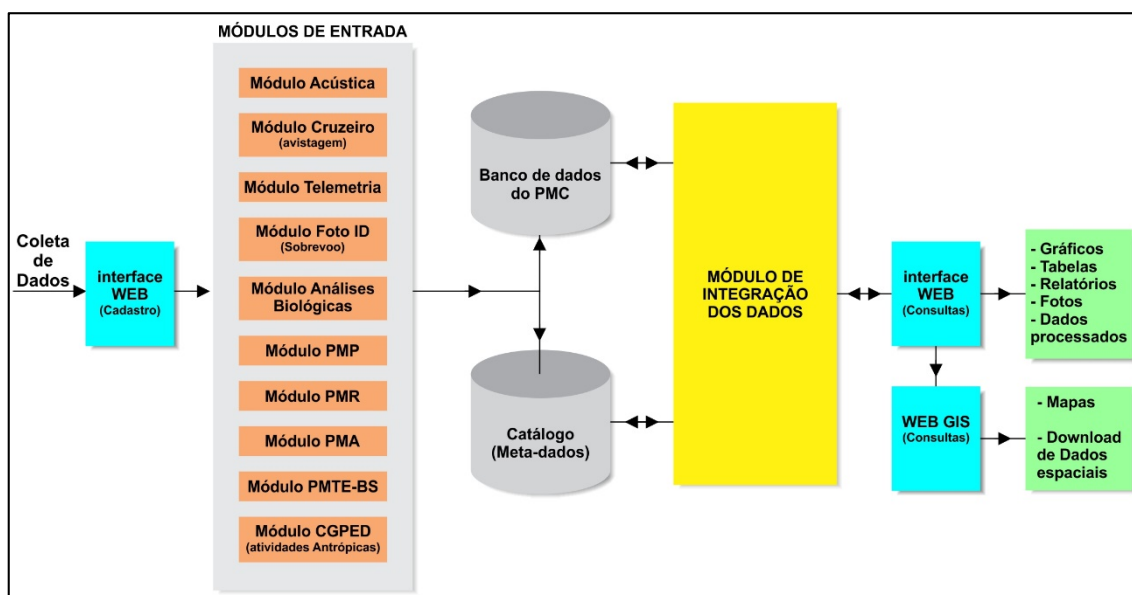 MÓDULOS DE ENTRADA
Coleta
de
Dados
interface
WEB
(Cadastro)
Módulo Acústica
Módulo Cruzeiro
(avistagem)
Módulo Telemetria
Módulo Foto ID
(Sobrevoo)
Módulo Análises
Biológicas
Módulo PMP
Módulo PMR
Módulo PMA
Módulo PMTE-BS
Módulo CGPED
(atividades Antrópicas)
Banco de dados
do PMC
Catálogo
(Meta-dados)
MÓDULO DE
INTEGRAÇÃO
DOS DADOS
interface
WEB
(Consultas)
- Gráficos
- Tabelas
- Relatórios
- Fotos
- Dados
processados
WEB GIS
(Consultas)
- Mapas
- Download
de Dados
espaciais